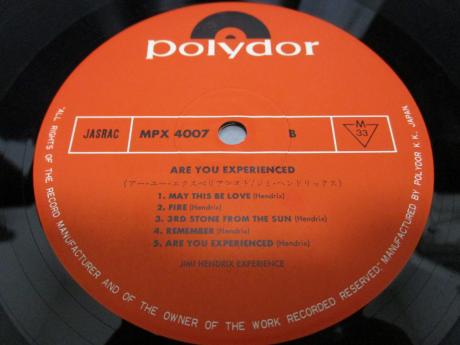 polydor
JASRAC
MPX 4007
B
M
33
ARE YOU EXPERIENCED
(アー・ユー・エクスペリアンスト/ジミ・ヘンドリックス)
1. MAY THIS BE LOVE (Hendrix)
2. FIRE (Hendrix)
3. 3RD STONE FROM THE SUN (Hendrix)
4. REMEMBER (Hendrix)
5. ARE YOU EXPERIENCED (Hendrix)
JIMI HENDRIX EXPERIENCE
"ALL RIGHTS OF THE RECORD MANUFACTURER AND OF THE OWNER OF THE WORK RECORDED RESERVED" MANUFACTURED BY POLYDOR K.K. JAPAN